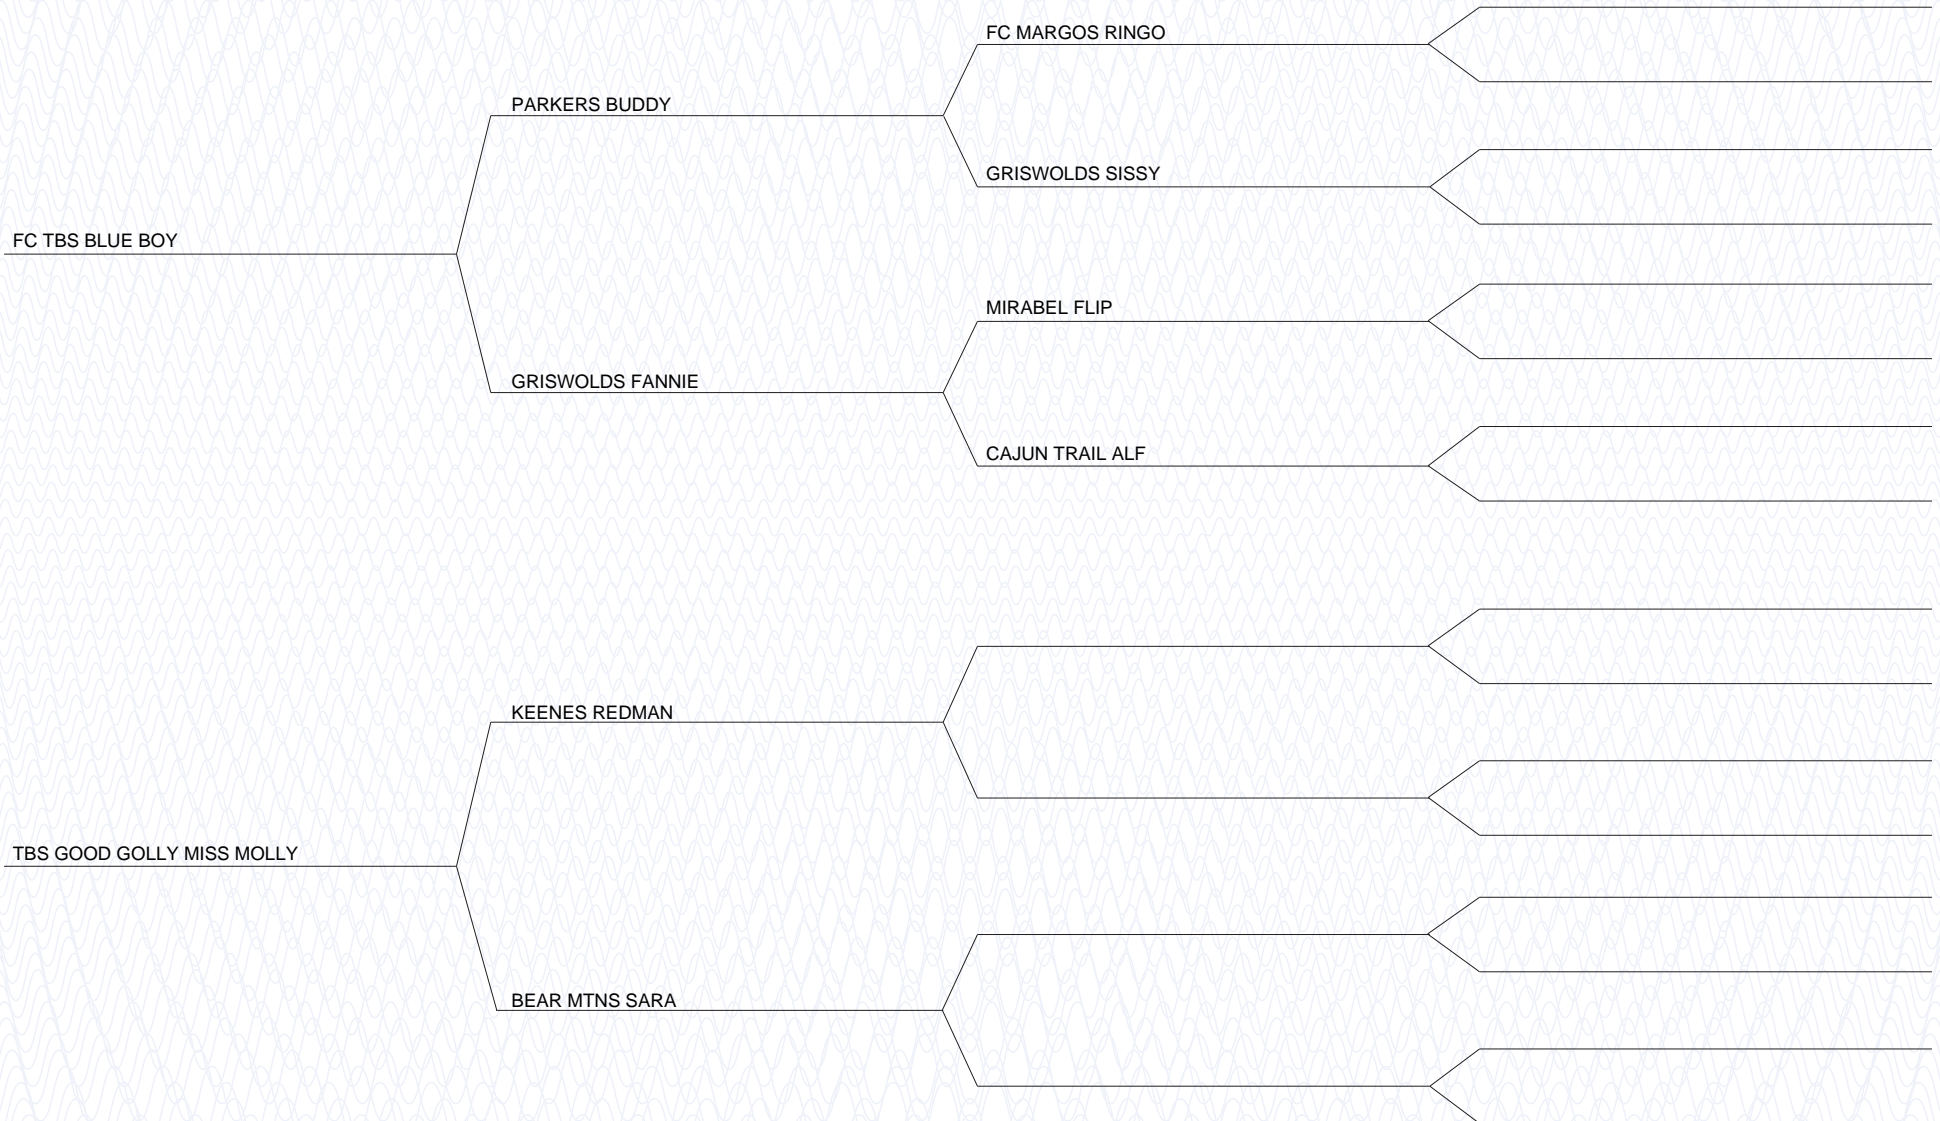 FC MARGOS RINGO
PARKERS BUDDY
GRISWOLDS SISSY
FC TBS BLUE BOY
MIRABEL FLIP
GRISWOLDS FANNIE
CAJUN TRAIL ALF
KEENES REDMAN
TBS GOOD GOLLY MISS MOLLY
BEAR MTNS SARA